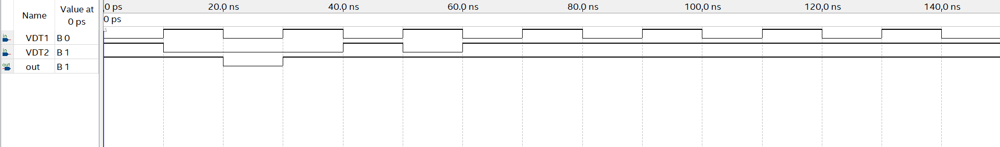 Name
Value at
0 ps
0 ps
20.0 ns
40.0 ns
60.0 ns
80.0 ns
100.0 ns
120.0 ns
140.0 ns
0 ps
in
VDT1
B 0
in
VDT2
B 1
out
out
B 1